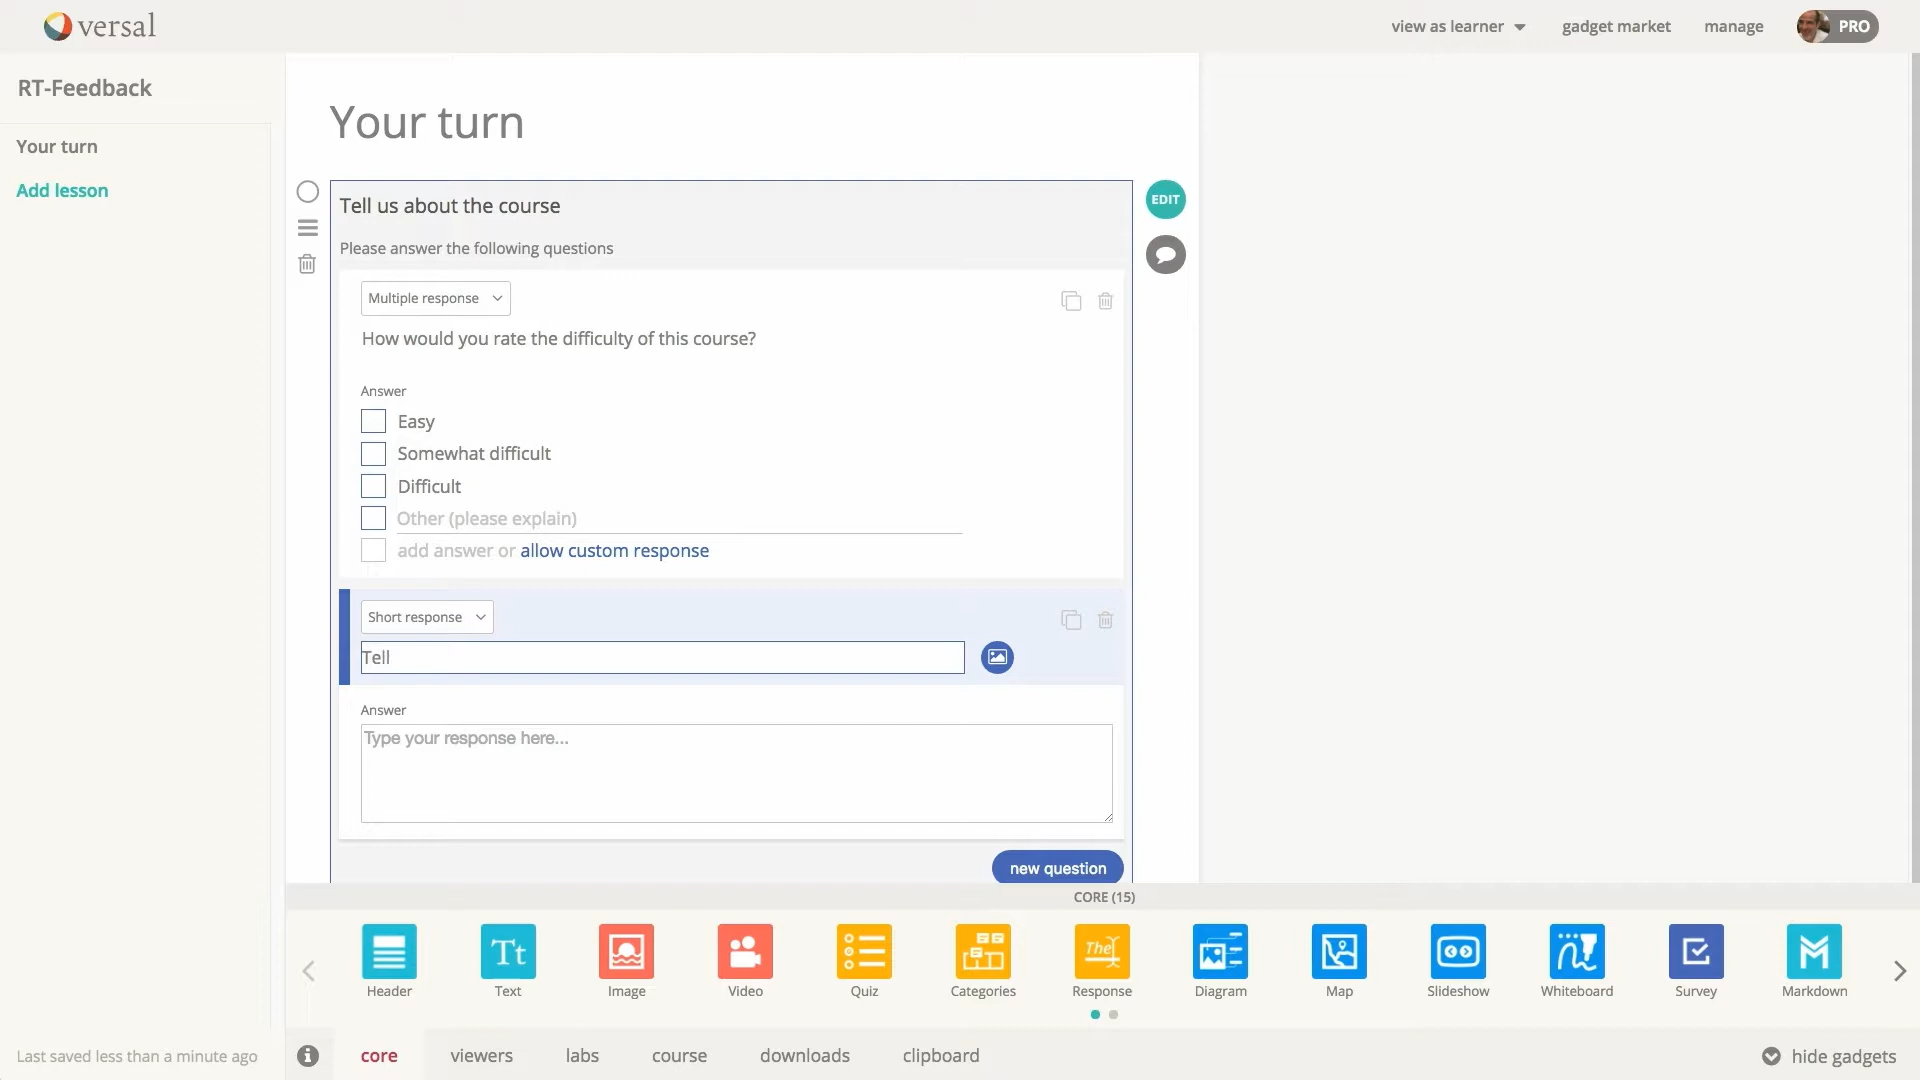 versal
view as learner
gadget market
manage
PRO
RT-Feedback
Your turn
Add lesson
Your turn
Tell us about the course
EDIT
Please answer the following questions
Multiple response
How would you rate the difficulty of this course?
Answer
Easy
Somewhat difficult
Difficult
Other (please explain)
add answer or allow custom response
Short response
Tell
Answer
Type your response here...
new question
CORE (15)
Tt
The
Header
Text
Image
Video
Quiz
Categories
Response
Diagram
Map
Slideshow
Whiteboard
Survey
Markdown
Last saved less than a minute ago
core
viewers
labs
course
downloads
clipboard
hide gadgets